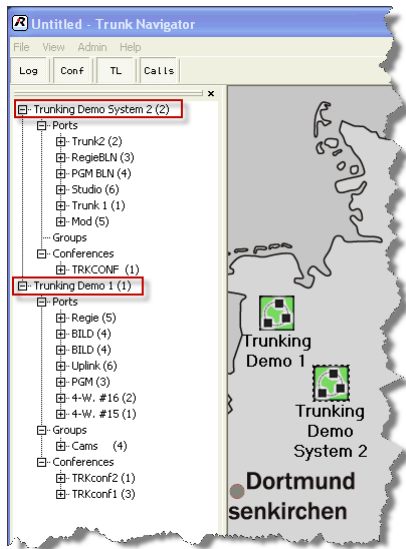 Untitled - Trunk Navigator
File View Admin Help
Log Conf TL Calls
x
Trunking Demo System 2 (2)
Ports
Trunk2 (2)
RegieBLN (3)
PGM BLN (4)
Studio (6)
Trunk 1 (1)
Mod (5)
Groups
Conferences
TRKCONF (1)
Trunking Demo 1 (1)
Ports
Regie (5)
BILD (4)
BILD (4)
Uplink (6)
PGM (3)
4-W. #16 (2)
4-W. #15 (1)
Groups
Cams (4)
Conferences
TRKconf2 (1)
TRKconf1 (3)
Trunking
Demo 1
Trunking
Demo
System 2
Dortmund
senkirchen